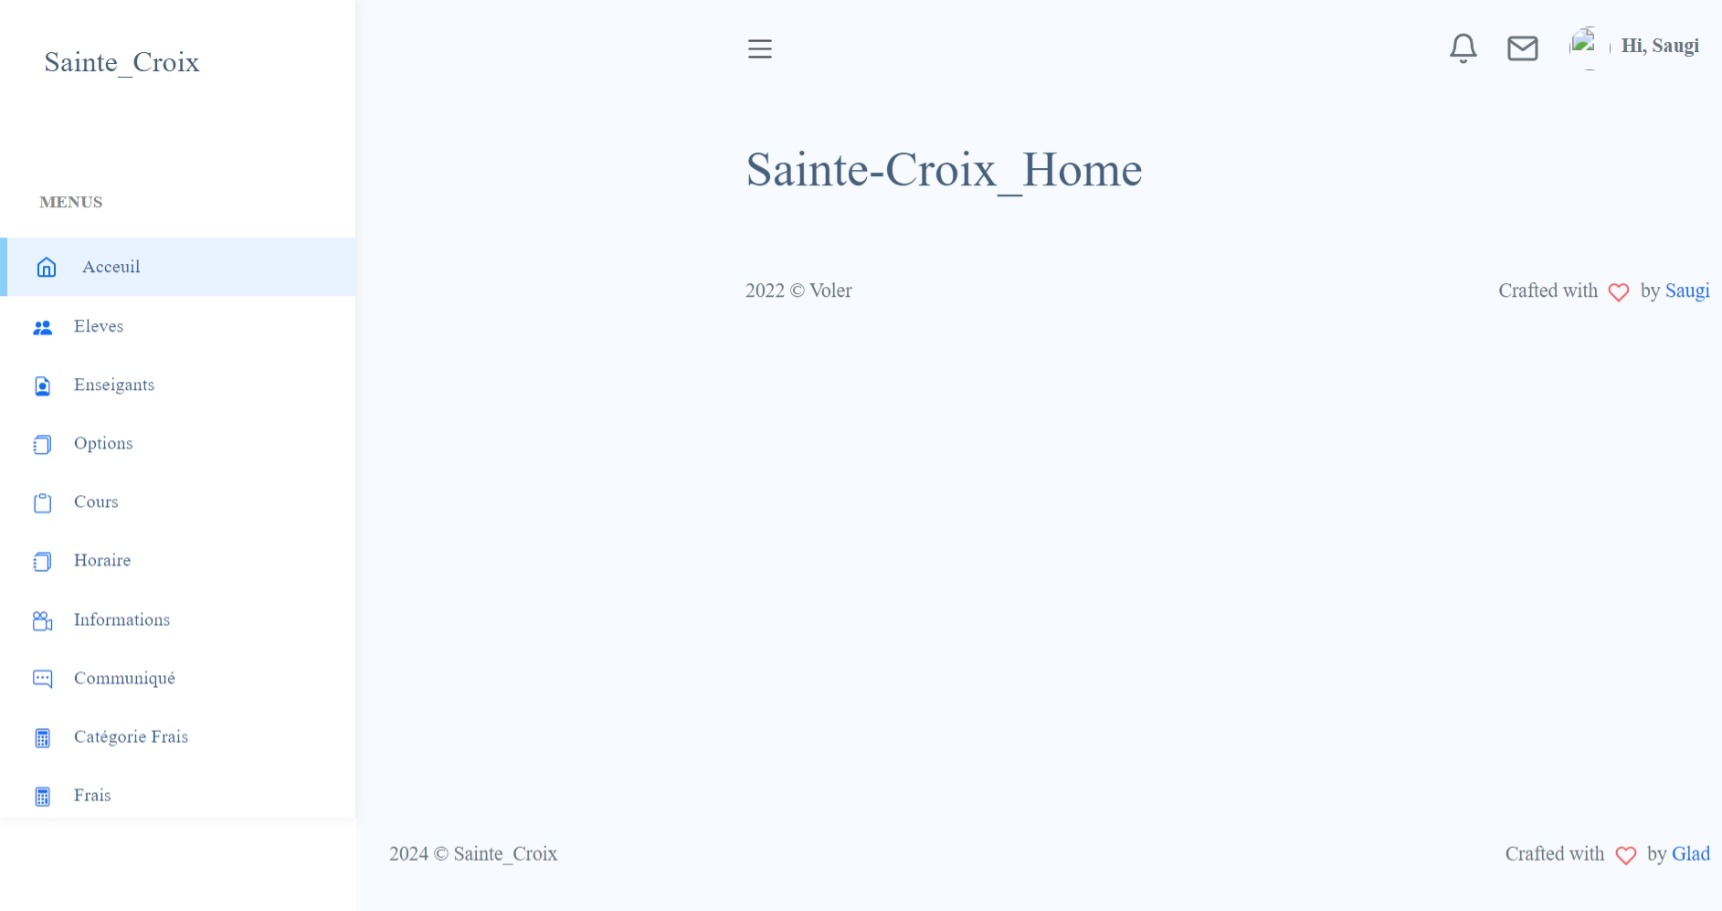 Sainte_Croix
Hi, Saugi
Sainte-Croix_Home
MENUS
Acceuil
Eleves
Enseigants
Options
Cours
Horaire
Informations
Communiqué
Catégorie Frais
Frais
2022 © Voler
Crafted with by Saugi
2024 © Sainte_Croix
Crafted with by Glad